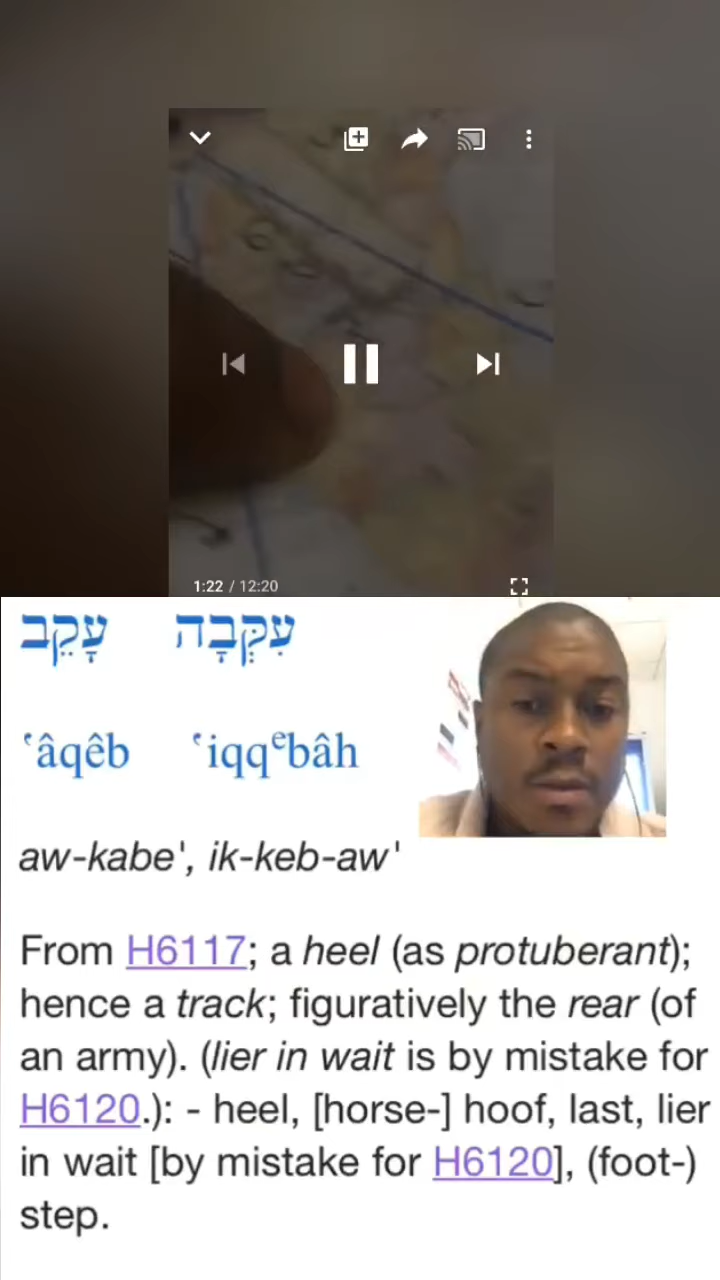 1:22 / 12:20
עָקֵב עִקְּבָה
ʻâqêb ʻiqqᵉbâh
aw-kabe', ik-keb-aw'
From H6117; a heel (as protuberant);
hence a track; figuratively the rear (of
an army). (lier in wait is by mistake for
H6120.): - heel, [horse-] hoof, last, lier
in wait [by mistake for H6120], (foot-)
step.